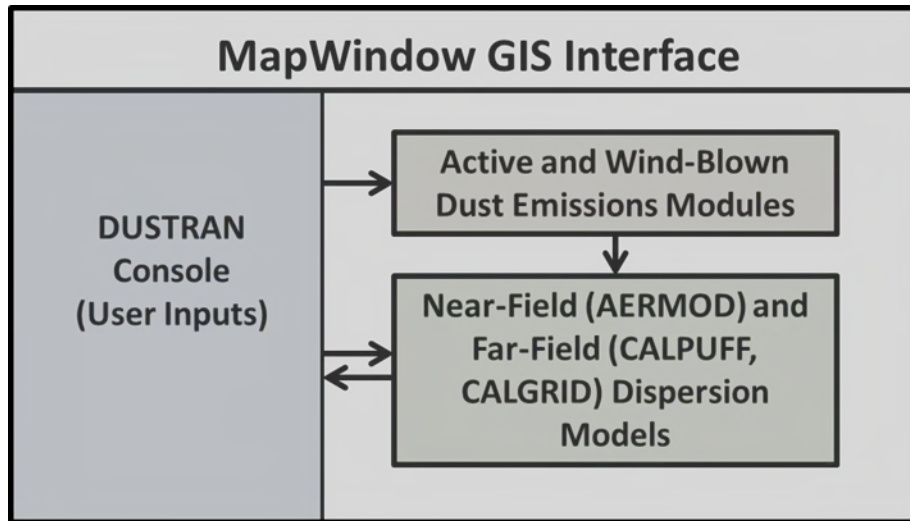 MapWindow GIS Interface
DUSTRAN
Console
(User Inputs)
Active and Wind-Blown
Dust Emissions Modules
Near-Field (AERMOD) and
Far-Field (CALPUFF,
CALGRID) Dispersion
Models